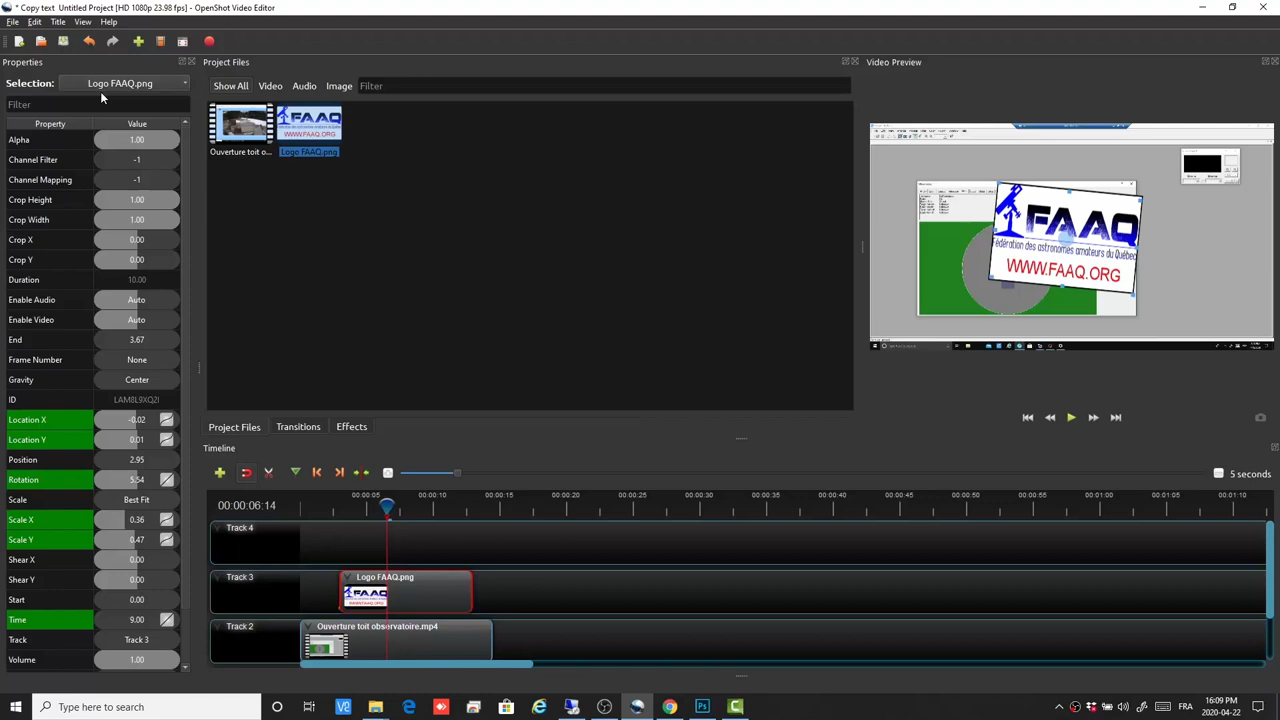 * Copy text  Untitled Project [HD 1080p 23.98 fps] - OpenShot Video Editor
File Edit Title View Help
Properties
Project Files
Video Preview
Selection: Logo FAAQ.png
Show All Video Audio Image Filter
Filter
Property Value
Alpha 1.00
Channel Filter -1
Channel Mapping -1
Crop Height 1.00
Crop Width 1.00
Crop X 0.00
Crop Y 0.00
Duration 10.00
Enable Audio Auto
Enable Video Auto
End 3.67
Frame Number None
Gravity Center
ID LAM8L9XQ2I
Location X -0.02
Location Y 0.01
Position 2.95
Rotation 5.54
Scale Best Fit
Scale X 0.36
Scale Y 0.47
Shear X 0.00
Shear Y 0.00
Start 0.00
Time 9.00
Track Track 3
Volume 1.00
FAAQ
WWW.FAAQ.ORG
Ouverture toit o...
Logo FAAQ.png
FAAQ
Fédération des astronomes amateurs du Québec
WWW.FAAQ.ORG
Project Files Transitions Effects
Timeline
5 seconds
00:00:06:14
00:00:05 00:00:10 00:00:15 00:00:20 00:00:25 00:00:30 00:00:35 00:00:40 00:00:45 00:00:50 00:00:55 00:01:00 00:01:05 00:01:10
Track 4
Track 3
Logo FAAQ.png
Track 2
Ouverture toit observatoire.mp4
Type here to search
FRA
16:09
2020-04-22